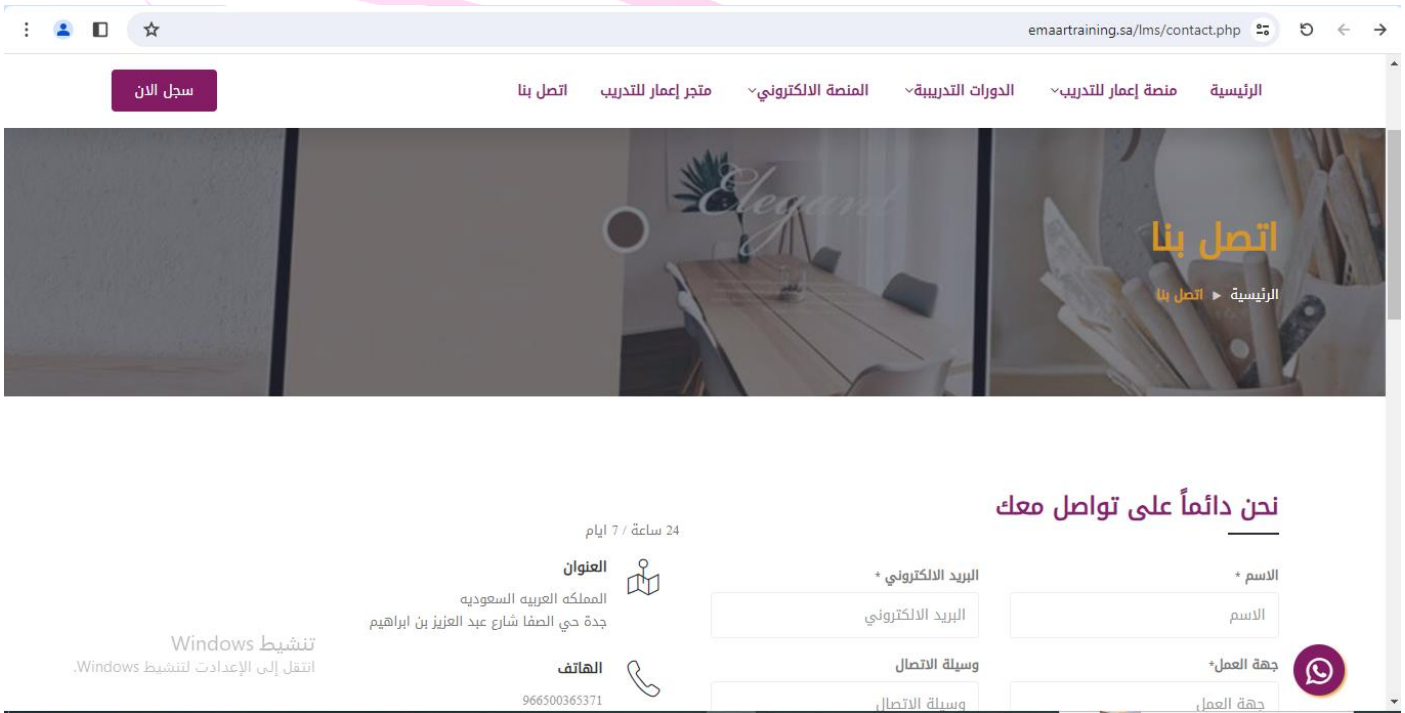 emaartraining.sa/lms/contact.php
الرئيسية
منصة إعمار للتدريب
الدورات التدريبية
المنصة الالكتروني
متجر إعمار للتدريب
اتصل بنا
سجل الان
Elegant
اتصل بنا
الرئيسية ◄ اتصل بنا
نحن دائماً على تواصل معك
الاسم *
الاسم
البريد الالكتروني *
البريد الالكتروني
جهة العمل*
جهة العمل
وسيلة الاتصال
وسيلة الاتصال
24 ساعة / 7 ايام
العنوان
المملكه العربيه السعوديه
جدة حي الصفا شارع عبد العزيز بن ابراهيم
الهاتف
966500365371
تنشيط Windows
انتقل إلى الإعدادت لتنشيط Windows.